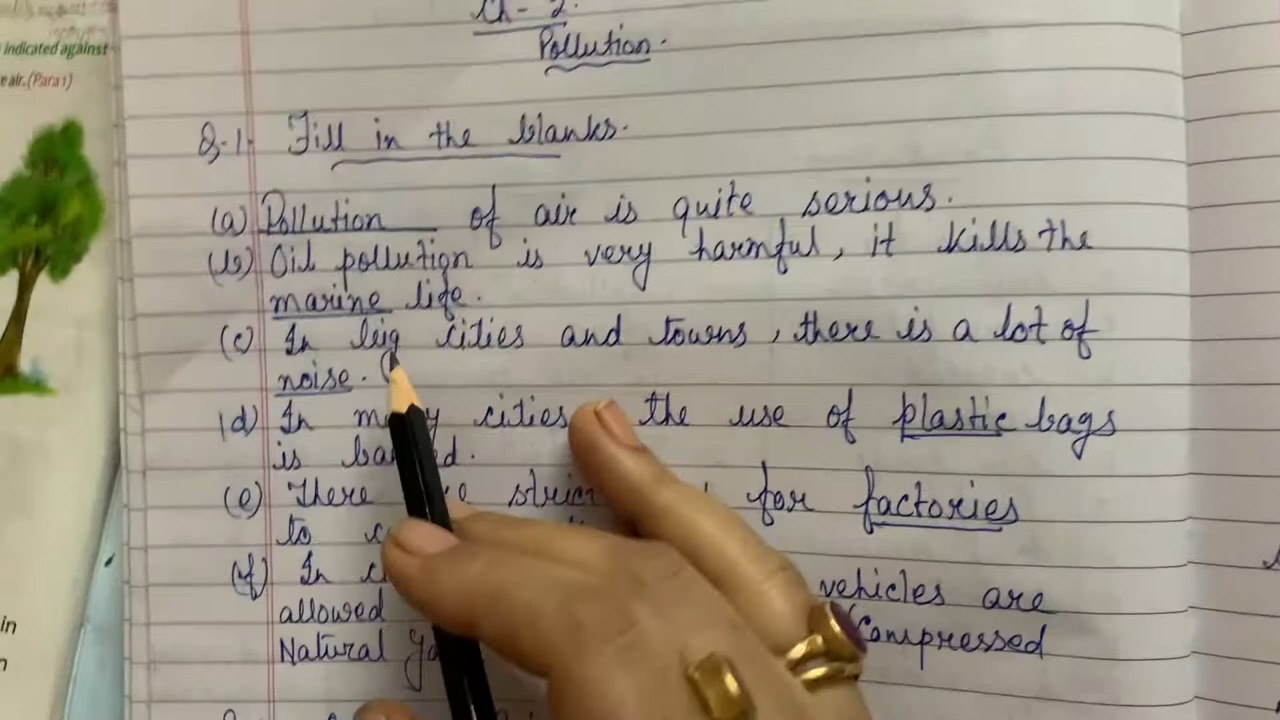 indicated against
e air. (Para 1)
in
Ch - 2.
Pollution.
Q-1. Fill in the blanks.
(a) Pollution of air is quite serious.
(b) Oil pollution is very harmful, it kills the
marine life.
(c) In big cities and towns, there is a lot of
noise.
(d) In many cities the use of plastic bags
is
(e) There for factories
to
(f) In vehicles are
allowed Compressed
Natural